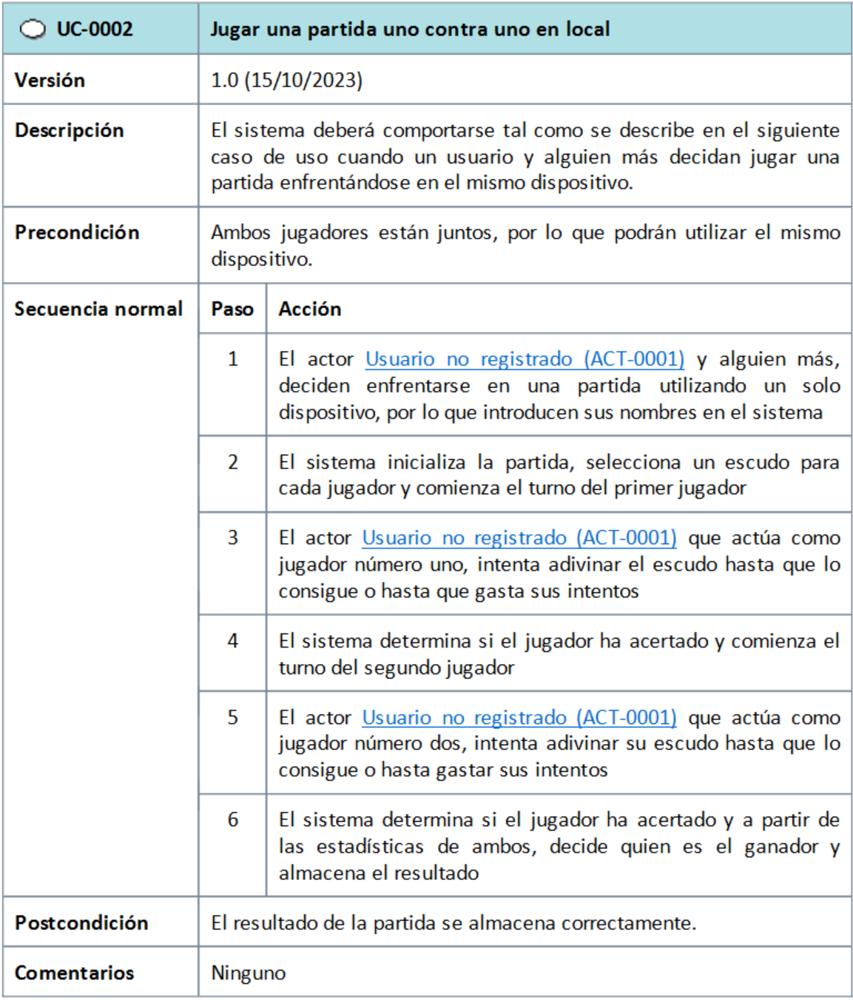 UC-0002 Jugar una partida uno contra uno en local
Versión 1.0 (15/10/2023)
Descripción El sistema deberá comportarse tal como se describe en el siguiente
caso de uso cuando un usuario y alguien más decidan jugar una
partida enfrentándose en el mismo dispositivo.
Precondición Ambos jugadores están juntos, por lo que podrán utilizar el mismo
dispositivo.
Secuencia normal Paso Acción
1 El actor Usuario no registrado (ACT-0001) y alguien más,
deciden enfrentarse en una partida utilizando un solo
dispositivo, por lo que introducen sus nombres en el sistema
2 El sistema inicializa la partida, selecciona un escudo para
cada jugador y comienza el turno del primer jugador
3 El actor Usuario no registrado (ACT-0001) que actúa como
jugador número uno, intenta adivinar el escudo hasta que lo
consigue o hasta que gasta sus intentos
4 El sistema determina si el jugador ha acertado y comienza el
turno del segundo jugador
5 El actor Usuario no registrado (ACT-0001) que actúa como
jugador número dos, intenta adivinar su escudo hasta que lo
consigue o hasta gastar sus intentos
6 El sistema determina si el jugador ha acertado y a partir de
las estadísticas de ambos, decide quien es el ganador y
almacena el resultado
Postcondición El resultado de la partida se almacena correctamente.
Comentarios Ninguno